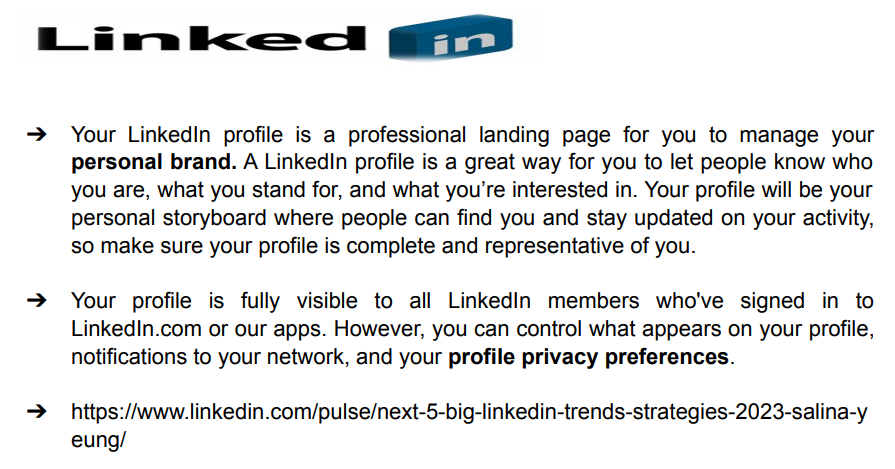 Linked in
➔ Your LinkedIn profile is a professional landing page for you to manage your
personal brand. A LinkedIn profile is a great way for you to let people know who
you are, what you stand for, and what you’re interested in. Your profile will be your
personal storyboard where people can find you and stay updated on your activity,
so make sure your profile is complete and representative of you.
➔ Your profile is fully visible to all LinkedIn members who've signed in to
LinkedIn.com or our apps. However, you can control what appears on your profile,
notifications to your network, and your profile privacy preferences.
➔ https://www.linkedin.com/pulse/next-5-big-linkedin-trends-strategies-2023-salina-y
eung/